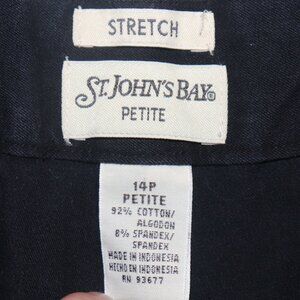 STRETCH
ST. JOHN'S BAY®
PETITE
14P
PETITE
92% COTTON/
ALGODON
8% SPANDEX/
SPANDEX
MADE IN INDONESIA
HECHO EN INDONESIA
RN 93677